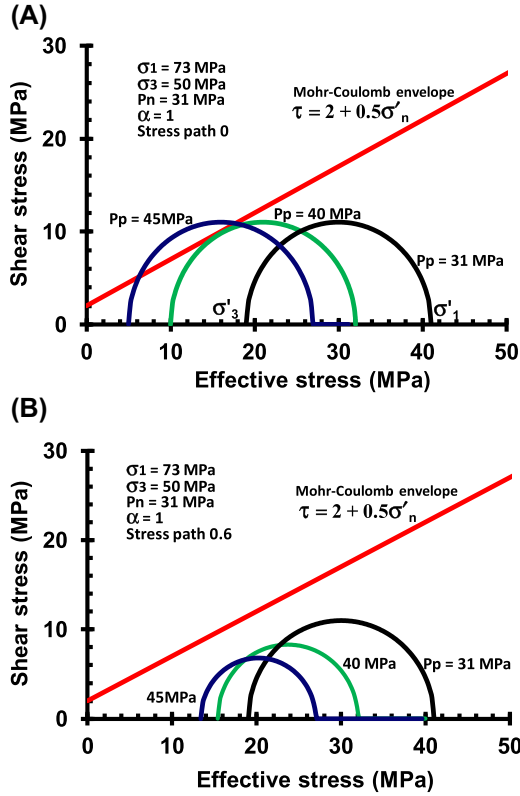 (A)
30
20
10
0
Shear stress (MPa)
σ1 = 73 MPa
σ3 = 50 MPa
Pn = 31 MPa
α = 1
Stress path 0
Mohr-Coulomb envelope
τ = 2 + 0.5σ′n
Pp = 45MPa
Pp = 40 MPa
Pp = 31 MPa
σ'3
σ'1
0 10 20 30 40 50
Effective stress (MPa)
(B)
30
20
10
0
Shear stress (MPa)
σ1 = 73 MPa
σ3 = 50 MPa
Pn = 31 MPa
α = 1
Stress path 0.6
Mohr-Coulomb envelope
τ = 2 + 0.5σ′n
45MPa
40 MPa
Pp = 31 MPa
0 10 20 30 40 50
Effective stress (MPa)